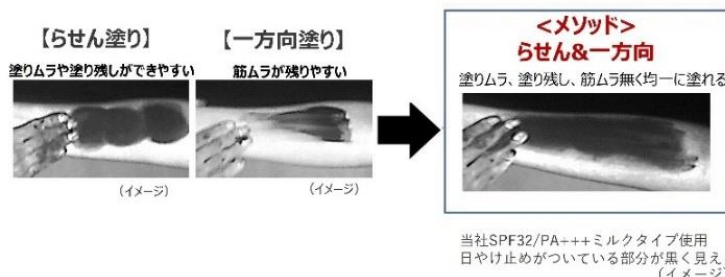 【らせん塗り】
塗りムラや塗り残しができやすい
（イメージ）
【一方向塗り】
筋ムラが残りやすい
（イメージ）
<メソッド>
らせん&一方向
塗りムラ、塗り残し、筋ムラ無く均一に塗れる
当社SPF32/PA+++ミルクタイプ使用
日やけ止めがついている部分が黒く見え
（イメージ）